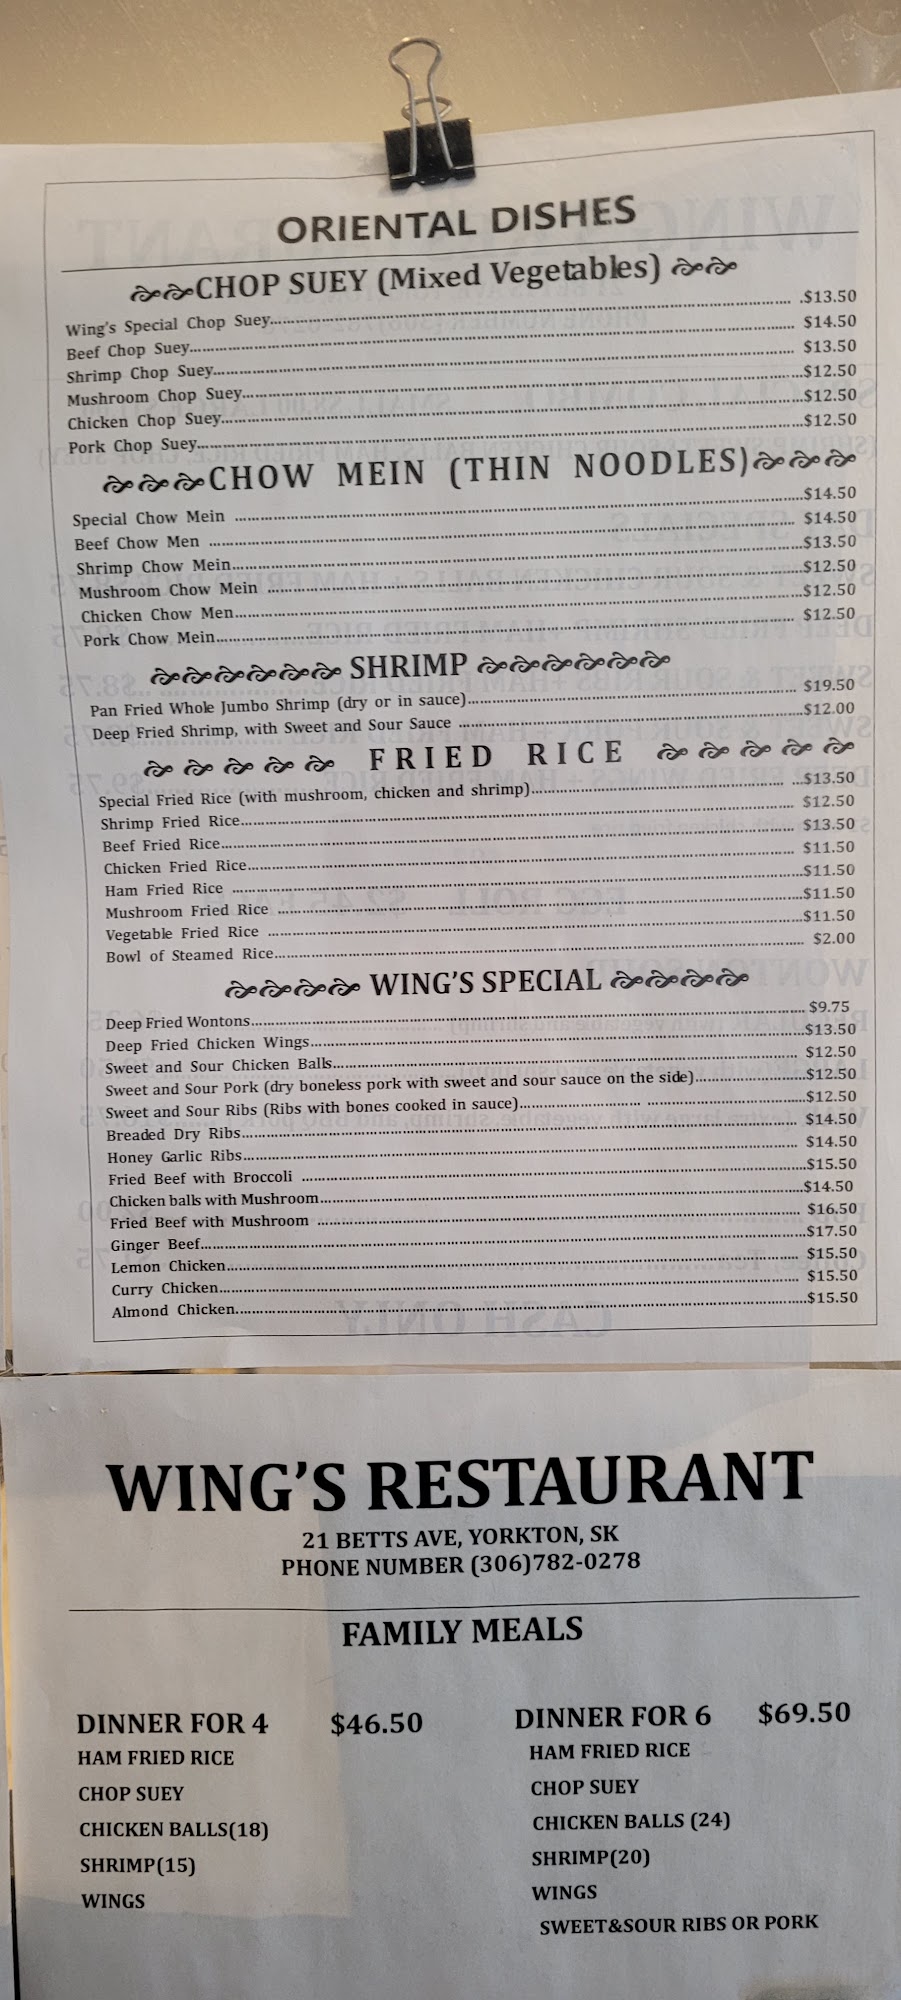 ORIENTAL DISHES
CHOP SUEY (Mixed Vegetables)
Wing's Special Chop Suey.......... $13.50
Beef Chop Suey.......... $14.50
Shrimp Chop Suey.......... $13.50
Mushroom Chop Suey.......... $12.50
Chicken Chop Suey.......... $12.50
Pork Chop Suey.......... $12.50
CHOW MEIN (THIN NOODLES)
Special Chow Mein .......... $14.50
Beef Chow Men .......... $14.50
Shrimp Chow Mein.......... $13.50
Mushroom Chow Mein .......... $12.50
Chicken Chow Men.......... $12.50
Pork Chow Mein.......... $12.50
SHRIMP
Pan Fried Whole Jumbo Shrimp (dry or in sauce).......... $19.50
Deep Fried Shrimp, with Sweet and Sour Sauce .......... $12.00
FRIED RICE
Special Fried Rice (with mushroom, chicken and shrimp).......... $13.50
Shrimp Fried Rice.......... $12.50
Beef Fried Rice.......... $13.50
Chicken Fried Rice.......... $11.50
Ham Fried Rice .......... $11.50
Mushroom Fried Rice .......... $11.50
Vegetable Fried Rice .......... $11.50
Bowl of Steamed Rice.......... $2.00
WING'S SPECIAL
Deep Fried Wontons.......... $9.75
Deep Fried Chicken Wings.......... $13.50
Sweet and Sour Chicken Balls.......... $12.50
Sweet and Sour Pork (dry boneless pork with sweet and sour sauce on the side).......... $12.50
Sweet and Sour Ribs (Ribs with bones cooked in sauce).......... $12.50
Breaded Dry Ribs.......... $14.50
Honey Garlic Ribs.......... $14.50
Fried Beef with Broccoli .......... $15.50
Chicken balls with Mushroom.......... $14.50
Fried Beef with Mushroom .......... $16.50
Ginger Beef.......... $17.50
Lemon Chicken.......... $15.50
Curry Chicken.......... $15.50
Almond Chicken.......... $15.50
WING'S RESTAURANT
21 BETTS AVE, YORKTON, SK
PHONE NUMBER (306)782-0278
FAMILY MEALS
DINNER FOR 4 $46.50
HAM FRIED RICE
CHOP SUEY
CHICKEN BALLS(18)
SHRIMP(15)
WINGS
DINNER FOR 6 $69.50
HAM FRIED RICE
CHOP SUEY
CHICKEN BALLS (24)
SHRIMP(20)
WINGS
SWEET&SOUR RIBS OR PORK